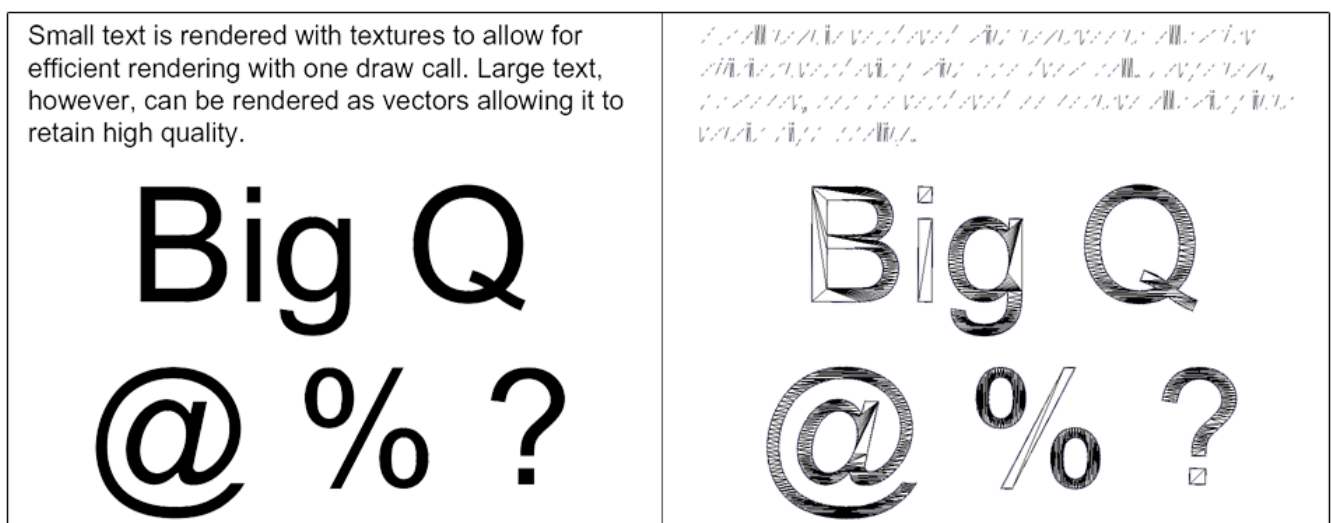 Small text is rendered with textures to allow for
efficient rendering with one draw call. Large text,
however, can be rendered as vectors allowing it to
retain high quality.
Big Q
@ % ?
Big Q
@ % ?